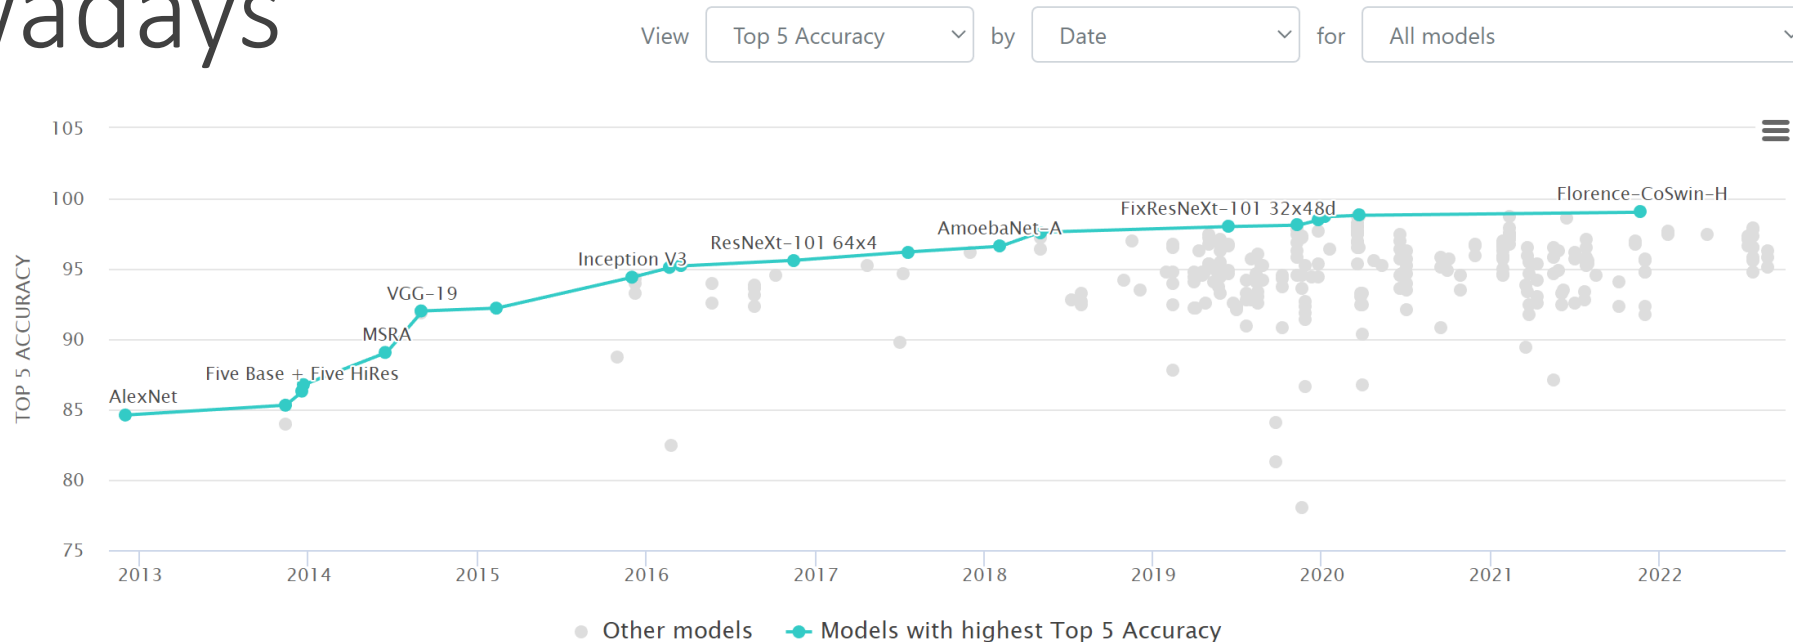 View Top 5 Accuracy by Date for All models
105
100
95
90
85
80
75
TOP 5 ACCURACY
AlexNet
Five Base + Five HiRes
MSRA
VGG-19
Inception V3
ResNeXt-101 64x4
AmoebaNet-A
FixResNeXt-101 32x48d
Florence-CoSwin-H
2013 2014 2015 2016 2017 2018 2019 2020 2021 2022
Other models Models with highest Top 5 Accuracy